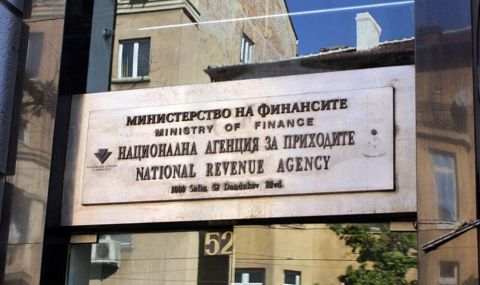 МИНИСТЕРСТВО НА ФИНАНСИТЕ
MINISTRY OF FINANCE
НАЦИОНАЛНА АГЕНЦИЯ ЗА ПРИХОДИТЕ
NATIONAL REVENUE AGENCY
1000 Sofia 52 Dondukov Blvd.
52